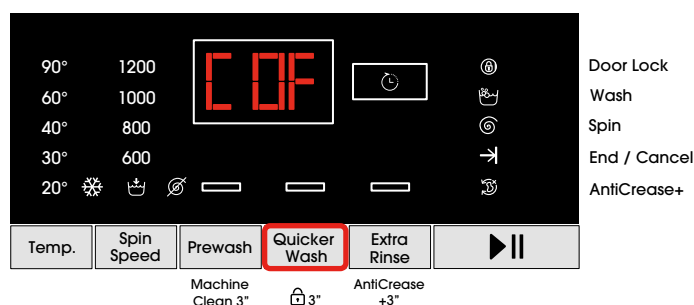 COF
90° 1200
60° 1000
40° 800
30° 600
20°
Door Lock
Wash
Spin
End / Cancel
AntiCrease+
Temp.
Spin
Speed
Prewash
Quicker
Wash
Extra
Rinse
Machine
Clean 3"
3"
AntiCrease
+3"